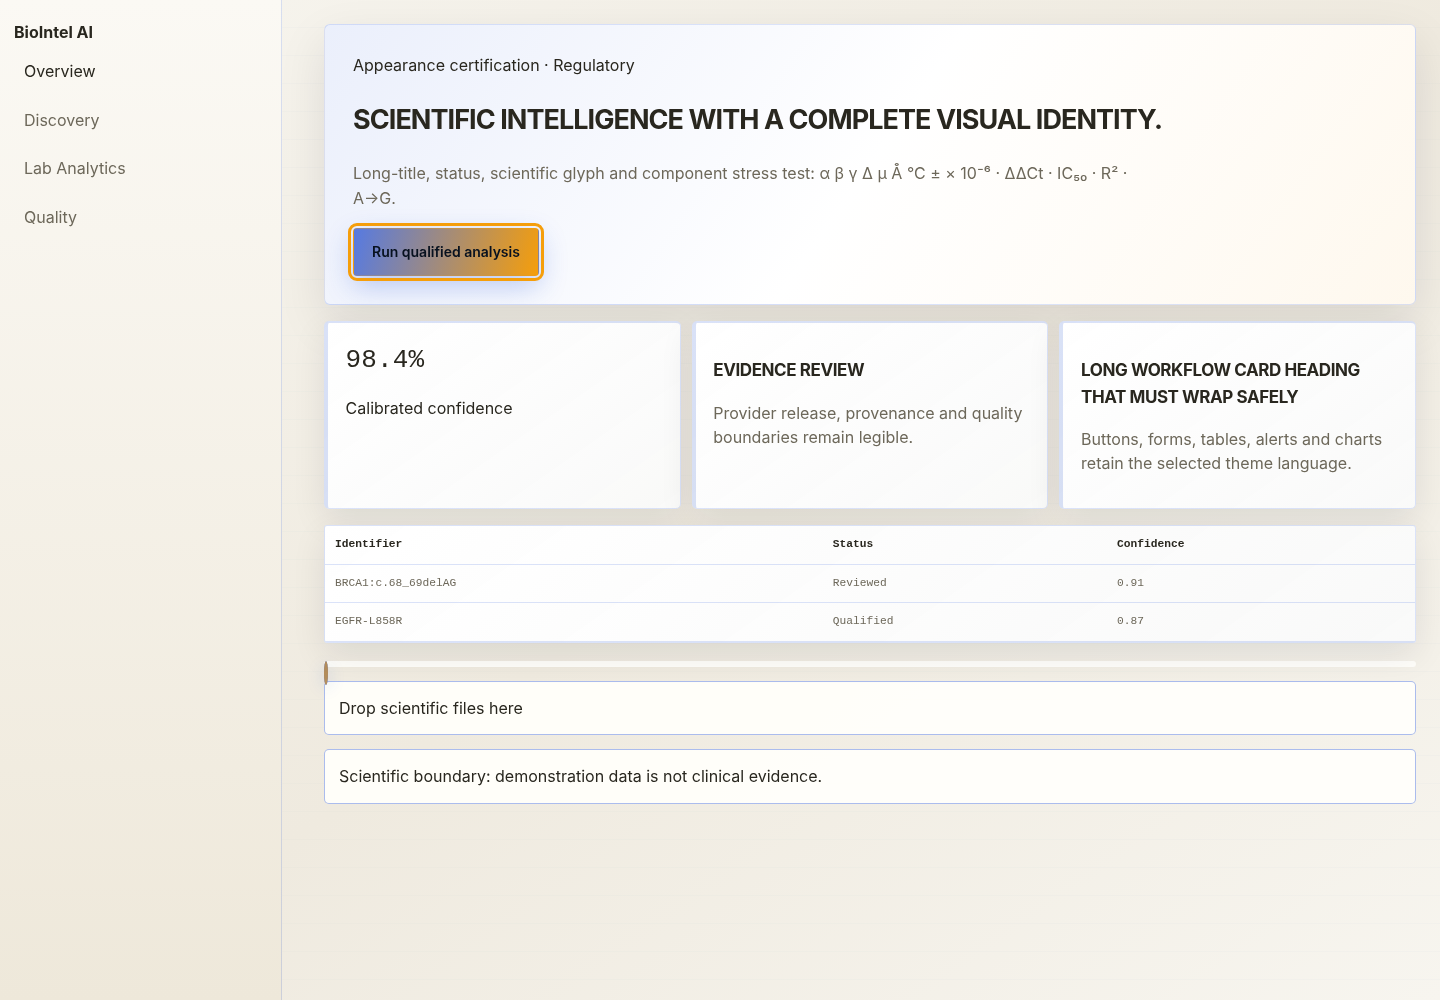 BioIntel AI
Overview
Discovery
Lab Analytics
Quality
Appearance certification · Regulatory
SCIENTIFIC INTELLIGENCE WITH A COMPLETE VISUAL IDENTITY.
Long-title, status, scientific glyph and component stress test: α β γ Δ μ Å °C ± × 10⁻⁶ · ΔΔCt · IC₅₀ · R² ·
A→G.
Run qualified analysis
98.4%
Calibrated confidence
EVIDENCE REVIEW
Provider release, provenance and quality
boundaries remain legible.
LONG WORKFLOW CARD HEADING
THAT MUST WRAP SAFELY
Buttons, forms, tables, alerts and charts
retain the selected theme language.
Identifier Status Confidence
BRCA1:c.68_69delAG Reviewed 0.91
EGFR-L858R Qualified 0.87
Drop scientific files here
Scientific boundary: demonstration data is not clinical evidence.